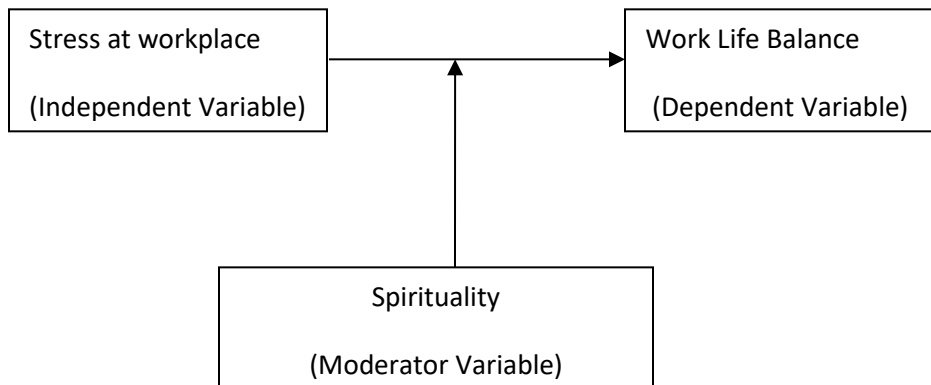 Stress at workplace
(Independent Variable)
Work Life Balance
(Dependent Variable)
Spirituality
(Moderator Variable)